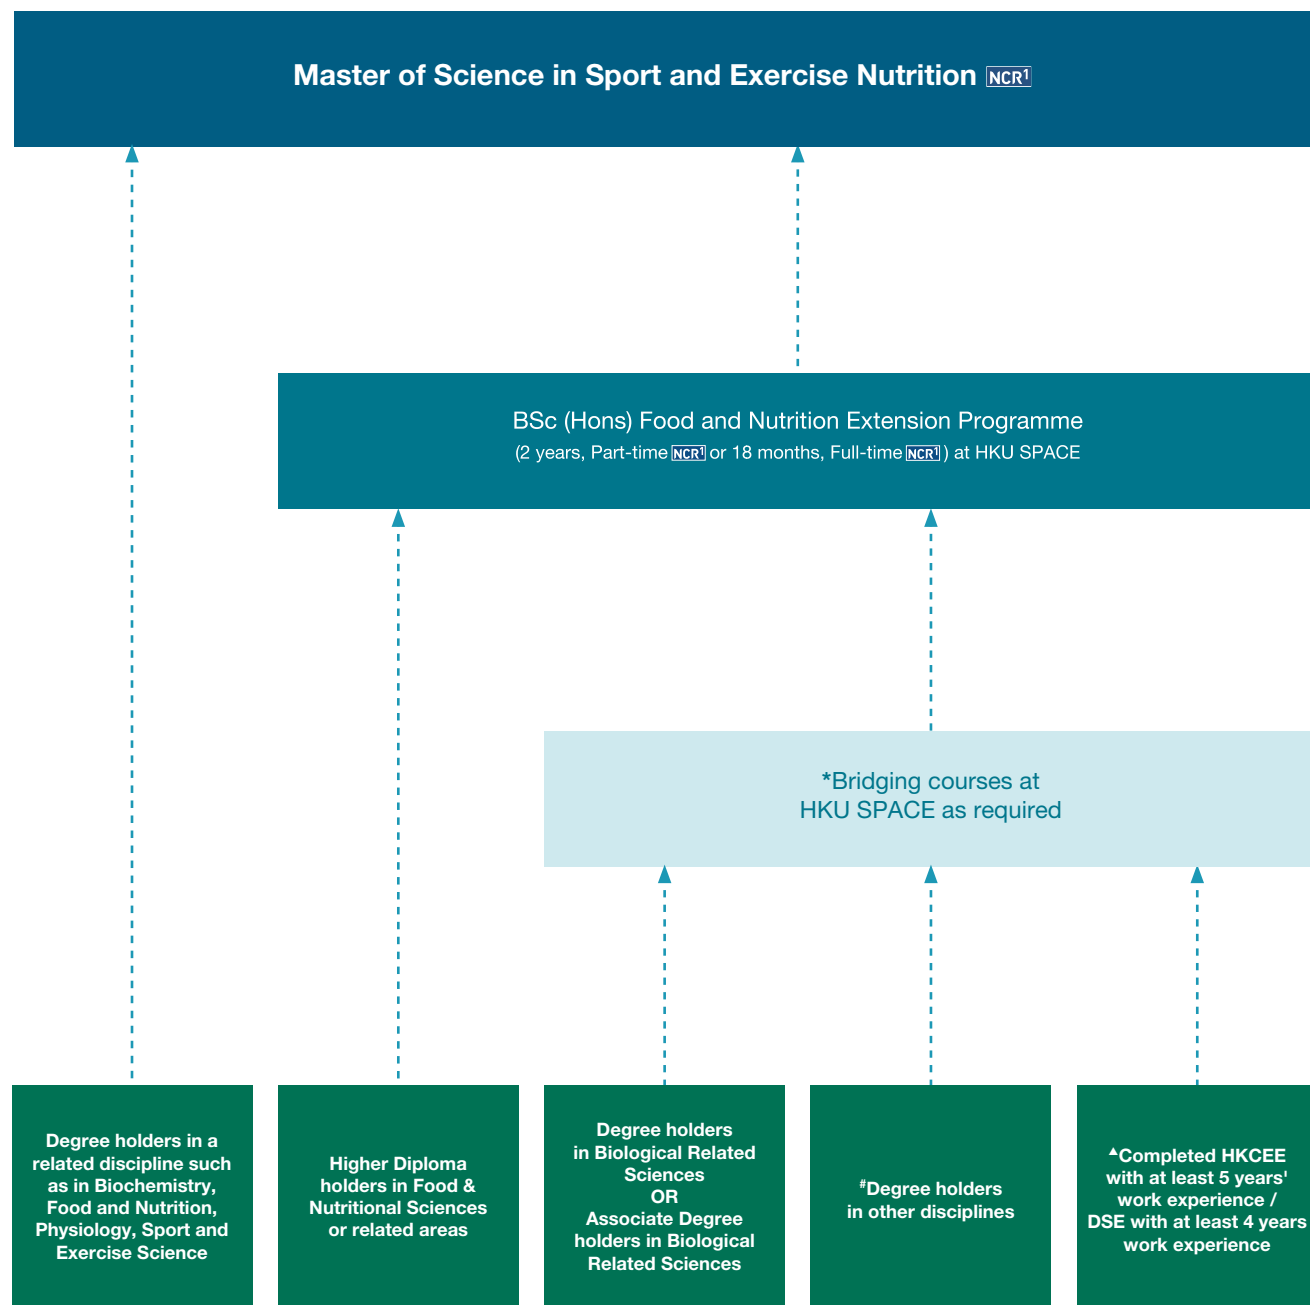 Master of Science in Sport and Exercise Nutrition NCR1
BSc (Hons) Food and Nutrition Extension Programme
(2 years, Part-time NCR1 or 18 months, Full-time NCR1 ) at HKU SPACE
*Bridging courses at
HKU SPACE as required
Degree holders in a
related discipline such
as in Biochemistry,
Food and Nutrition,
Physiology, Sport and
Exercise Science
Higher Diploma
holders in Food &
Nutritional Sciences
or related areas
Degree holders
in Biological Related
Sciences
OR
Associate Degree
holders in Biological
Related Sciences
#Degree holders
in other disciplines
▲Completed HKCEE
with at least 5 years'
work experience /
DSE with at least 4 years
work experience